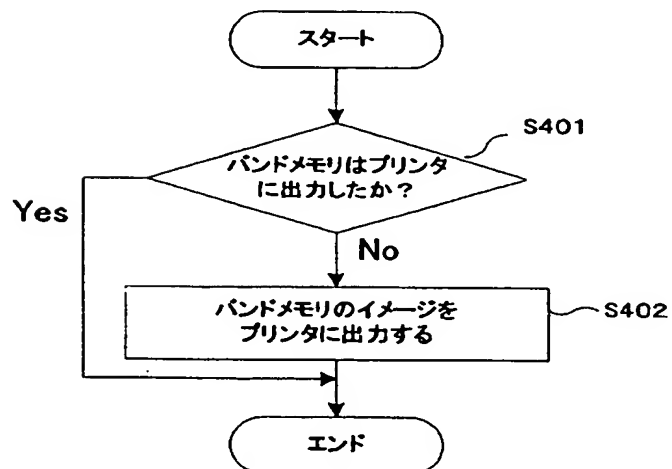 スタート
S401
バンドメモリはプリンタ
に出力したか？
Yes
No
バンドメモリのイメージを
プリンタに出力する
S402
エンド